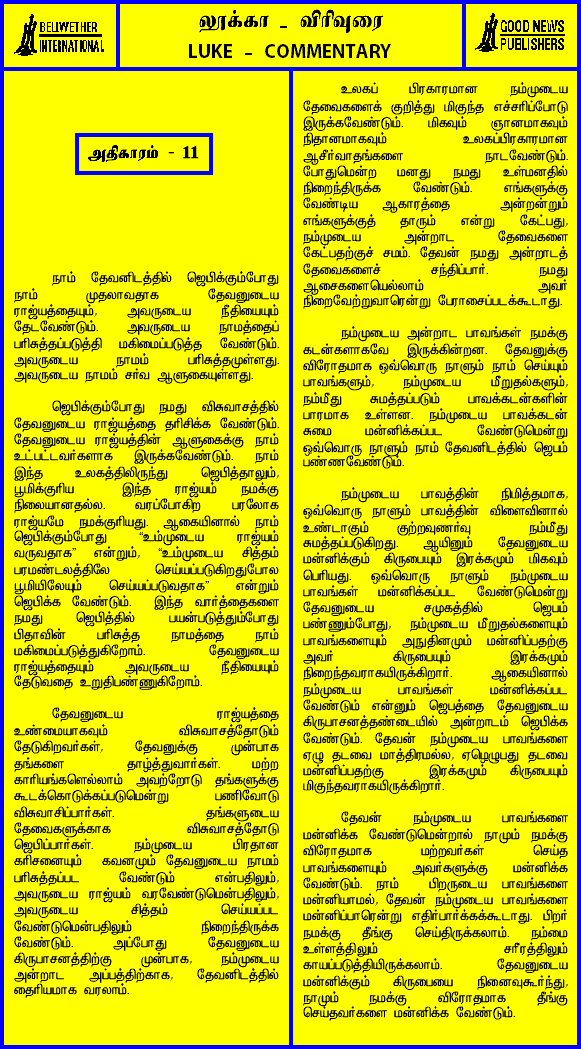 BELLWETHER
INTERNATIONAL
லூக்கா - விரிவுரை
LUKE - COMMENTARY
GOOD NEWS
PUBLISHERS
அதிகாரம் - 11
நாம் தேவனிடத்தில் ஜெபிக்கும்போது
நாம் முதலாவதாக தேவனுடைய
ராஜ்யத்தையும், அவருடைய நீதியையும்
தேடவேண்டும். அவருடைய நாமத்தைப்
பரிசுத்தப்படுத்தி மகிமைப்படுத்த வேண்டும்.
அவருடைய நாமம் பரிசுத்தமுள்ளது.
அவருடைய நாமம் சர்வ ஆளுகையுள்ளது.
ஜெபிக்கும்போது நமது விசுவாசத்தில்
தேவனுடைய ராஜ்யத்தை தரிசிக்க வேண்டும்.
தேவனுடைய ராஜ்யத்தின் ஆளுகைக்கு நாம்
உட்பட்டவர்களாக இருக்கவேண்டும். நாம்
இந்த உலகத்திலிருந்து ஜெபித்தாலும்,
பூமிக்குரிய இந்த ராஜ்யம் நமக்கு
நிலையானதல்ல. வரப்போகிற பரலோக
ராஜ்யமே நமக்குரியது. ஆகையினால் நாம்
ஜெபிக்கும்போது "உம்முடைய ராஜ்யம்
வருவதாக" என்றும், "உம்முடைய சித்தம்
பரமண்டலத்திலே செய்யப்படுகிறதுபோல
பூமியிலேயும் செய்யப்படுவதாக" என்றும்
ஜெபிக்க வேண்டும். இந்த வார்த்தைகளை
நமது ஜெபத்தில் பயன்படுத்தும்போது
பிதாவின் பரிசுத்த நாமத்தை நாம்
மகிமைப்படுத்துகிறோம். தேவனுடைய
ராஜ்யத்தையும் அவருடைய நீதியையும்
தேடுவதை உறுதிபண்ணுகிறோம்.
தேவனுடைய ராஜ்யத்தை
உண்மையாகவும் விசுவாசத்தோடும்
தேடுகிறவர்கள், தேவனுக்கு முன்பாக
தங்களை தாழ்த்துவார்கள். மற்ற
காரியங்களெல்லாம் அவற்றோடு தங்களுக்கு
கூடக்கொடுக்கப்படுமென்று பணிவோடு
விசுவாசிப்பார்கள். தங்களுடைய
தேவைகளுக்காக விசுவாசத்தோடு
ஜெபிப்பார்கள். நம்முடைய பிரதான
கரிசனையும் கவனமும் தேவனுடைய நாமம்
பரிசுத்தப்பட வேண்டும் என்பதிலும்,
அவருடைய ராஜ்யம் வரவேண்டுமென்பதிலும்,
அவருடைய சித்தம் செய்யப்பட
வேண்டுமென்பதிலும் நிறைந்திருக்க
வேண்டும். அப்போது தேவனுடைய
கிருபாசனத்திற்கு முன்பாக, நம்முடைய
அன்றாட அப்பத்திற்காக, தேவனிடத்தில்
தைரியமாக வரலாம்.
உலகப் பிரகாரமான நம்முடைய
தேவைகளைக் குறித்து மிகுந்த எச்சரிப்போடு
இருக்கவேண்டும். மிகவும் ஞானமாகவும்
நிதானமாகவும் உலகப்பிரகாரமான
ஆசீர்வாதங்களை நாடவேண்டும்.
போதுமென்ற மனது நமது உள்மனதில்
நிறைந்திருக்க வேண்டும். எங்களுக்கு
வேண்டிய ஆகாரத்தை அன்றன்றும்
எங்களுக்குத் தாரும் என்று கேட்பது,
நம்முடைய அன்றாட தேவைகளை
கேட்பதற்குச் சமம். தேவன் நமது அன்றாடத்
தேவைகளைச் சந்திப்பார். நமது
ஆசைகளையெல்லாம் அவர்
நிறைவேற்றுவாரென்று பேராசைப்படக்கூடாது.
நம்முடைய அன்றாட பாவங்கள் நமக்கு
கடன்களாகவே இருக்கின்றன. தேவனுக்கு
விரோதமாக ஒவ்வொரு நாளும் நாம் செய்யும்
பாவங்களும், நம்முடைய மீறுதல்களும்,
நம்மீது சுமத்தப்படும் பாவக்கடன்களின்
பாரமாக உள்ளன. நம்முடைய பாவக்கடன்
சுமை மன்னிக்கப்பட வேண்டுமென்று
ஒவ்வொரு நாளும் நாம் தேவனிடத்தில் ஜெபம்
பண்ணவேண்டும்.
நம்முடைய பாவத்தின் நிமித்தமாக,
ஒவ்வொரு நாளும் பாவத்தின் விளைவினால்
உண்டாகும் குற்றவுணர்வு நம்மீது
சுமத்தப்படுகிறது. ஆயினும் தேவனுடைய
மன்னிக்கும் கிருபையும் இரக்கமும் மிகவும்
பெரியது. ஒவ்வொரு நாளும் நம்முடைய
பாவங்கள் மன்னிக்கப்பட வேண்டுமென்று
தேவனுடைய சமுகத்தில் ஜெபம்
பண்ணும்போது, நம்முடைய மீறுதல்களையும்
பாவங்களையும் அநுதினமும் மன்னிப்பதற்கு
அவர் கிருபையும் இரக்கமும்
நிறைந்தவராகயிருக்கிறார். ஆகையினால்
நம்முடைய பாவங்கள் மன்னிக்கப்பட
வேண்டும் என்னும் ஜெபத்தை தேவனுடைய
கிருபாசனத்தண்டையில் அன்றாடம் ஜெபிக்க
வேண்டும். தேவன் நம்முடைய பாவங்களை
ஏழு தடவை மாத்திரமல்ல, ஏழெழுபது தடவை
மன்னிப்பதற்கு இரக்கமும் கிருபையும்
மிகுந்தவராகயிருக்கிறார்.
தேவன் நம்முடைய பாவங்களை
மன்னிக்க வேண்டுமென்றால் நாமும் நமக்கு
விரோதமாக மற்றவர்கள் செய்த
பாவங்களையும் அவர்களுக்கு மன்னிக்க
வேண்டும். நாம் பிறருடைய பாவங்களை
மன்னியாமல், தேவன் நம்முடைய பாவங்களை
மன்னிப்பாரென்று எதிர்பார்க்கக்கூடாது. பிறர்
நமக்கு தீங்கு செய்திருக்கலாம். நம்மை
உள்ளத்திலும் சரீரத்திலும்
காயப்படுத்தியிருக்கலாம். தேவனுடைய
மன்னிக்கும் கிருபையை நினைவுகூர்ந்து,
நாமும் நமக்கு விரோதமாக தீங்கு
செய்தவர்களை மன்னிக்க வேண்டும்.